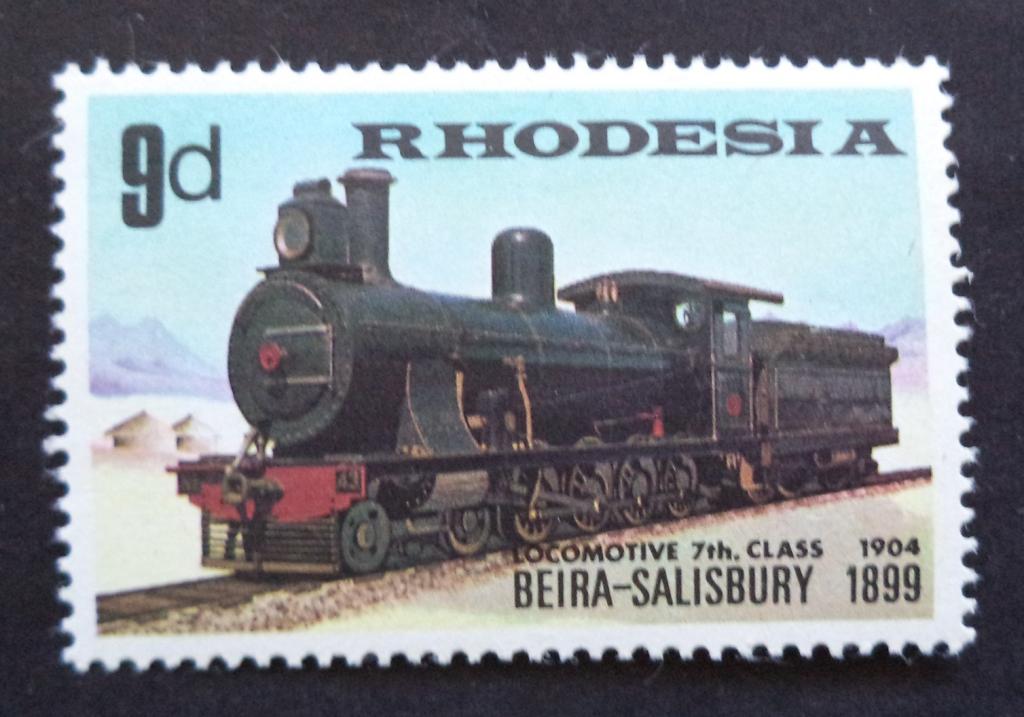 9d
RHODESIA
LOCOMOTIVE 7th. CLASS 1904
BEIRA-SALISBURY 1899